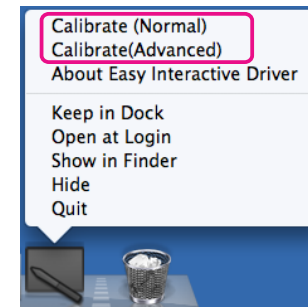 Calibrate (Normal)
Calibrate(Advanced)
About Easy Interactive Driver
Keep in Dock
Open at Login
Show in Finder
Hide
Quit